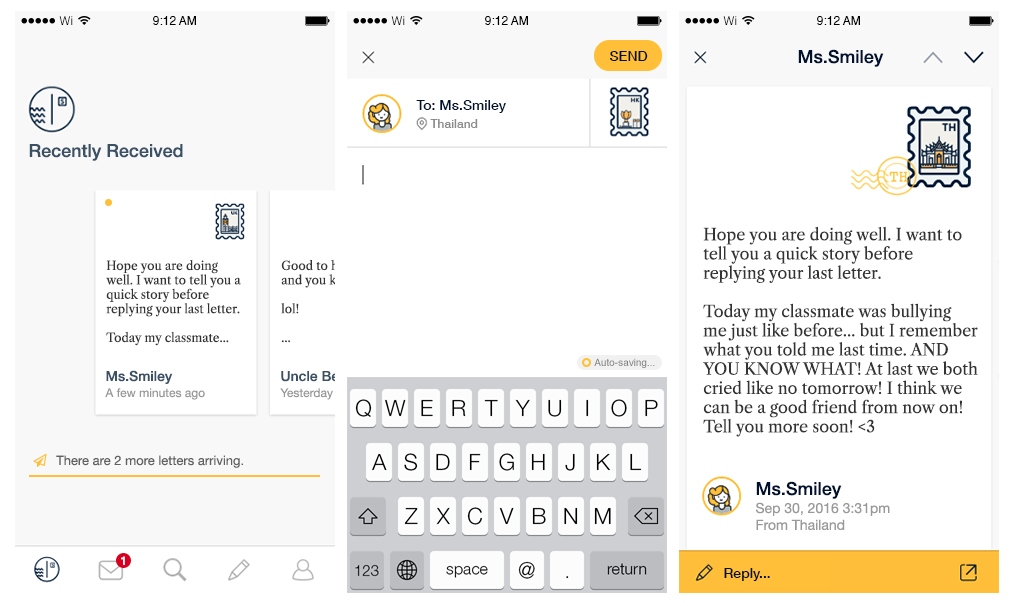 Wi 9:12 AM
$
Recently Received
UK
Hope you are doing
well. I want to tell you a
quick story before
replying your last letter.
Today my classmate...
Ms.Smiley
A few minutes ago
Good to
and you
lol!
...
Uncle
Yesterday
There are 2 more letters arriving.
1
Wi 9:12 AM
SEND
To: Ms.Smiley
Thailand
HK
Auto-saving...
Q W E R T Y U I O P
A S D F G H J K L
Z X C V B N M
123 space @ . return
Wi 9:12 AM
Ms.Smiley
TH
TH
Hope you are doing well. I want to
tell you a quick story before
replying your last letter.
Today my classmate was bullying
me just like before... but I remember
what you told me last time. AND
YOU KNOW WHAT! At last we both
cried like no tomorrow! I think we
can be a good friend from now on!
Tell you more soon! <3
Ms.Smiley
Sep 30, 2016 3:31pm
From Thailand
Reply...